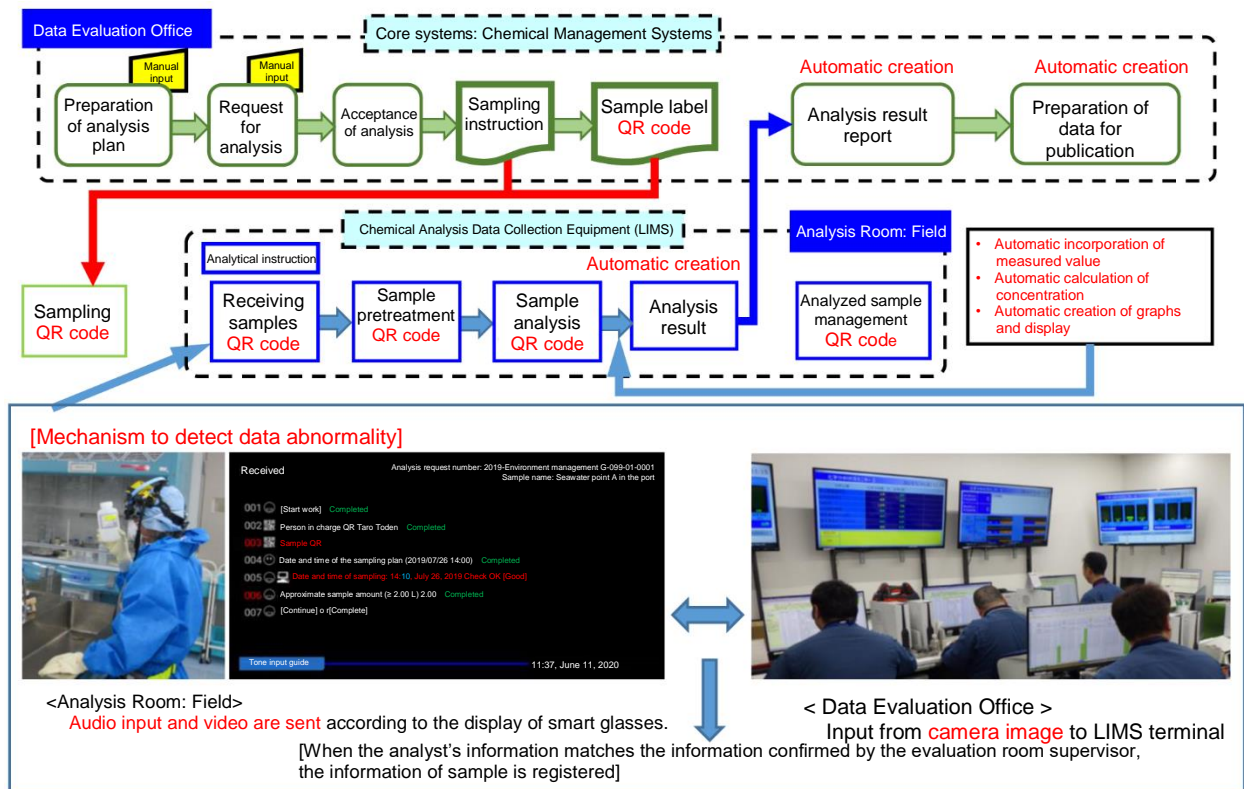 Data Evaluation Office
Core systems: Chemical Management Systems
Manual
input
Manual
input
Automatic creation
Automatic creation
Preparation
of analysis
plan
Request
for
analysis
Acceptance
of analysis
Sampling
instruction
Sample label
QR code
Analysis result
report
Preparation of
data for
publication
Chemical Analysis Data Collection Equipment (LIMS)
Analysis Room: Field
Analytical instruction
Automatic creation
Sampling
QR code
Receiving
samples
QR code
Sample
pretreatment
QR code
Sample
analysis
QR code
Analysis
result
Analyzed sample
management
QR code
• Automatic incorporation of
measured value
• Automatic calculation of
concentration
• Automatic creation of graphs
and display
[Mechanism to detect data abnormality]
Received
Analysis request number: 2019-Environment management G-099-01-0001
Sample name: Seawater point A in the port
001 [Start work] Completed
002 Person in charge QR Taro Toden Completed
003 Sample QR
004 Date and time of the sampling plan (2019/07/26 14:00) Completed
005 Date and time of sampling: 14:10. July 26, 2019 Check OK [Good]
006 Approximate sample amount (≥ 2.00 L) 2.00 Completed
007 [Continue] o r[Complete]
Tone input guide
11:37, June 11, 2020
<Analysis Room: Field>
Audio input and video are sent according to the display of smart glasses.
< Data Evaluation Office >
Input from camera image to LIMS terminal
[When the analyst's information matches the information confirmed by the evaluation room supervisor,
the information of sample is registered]